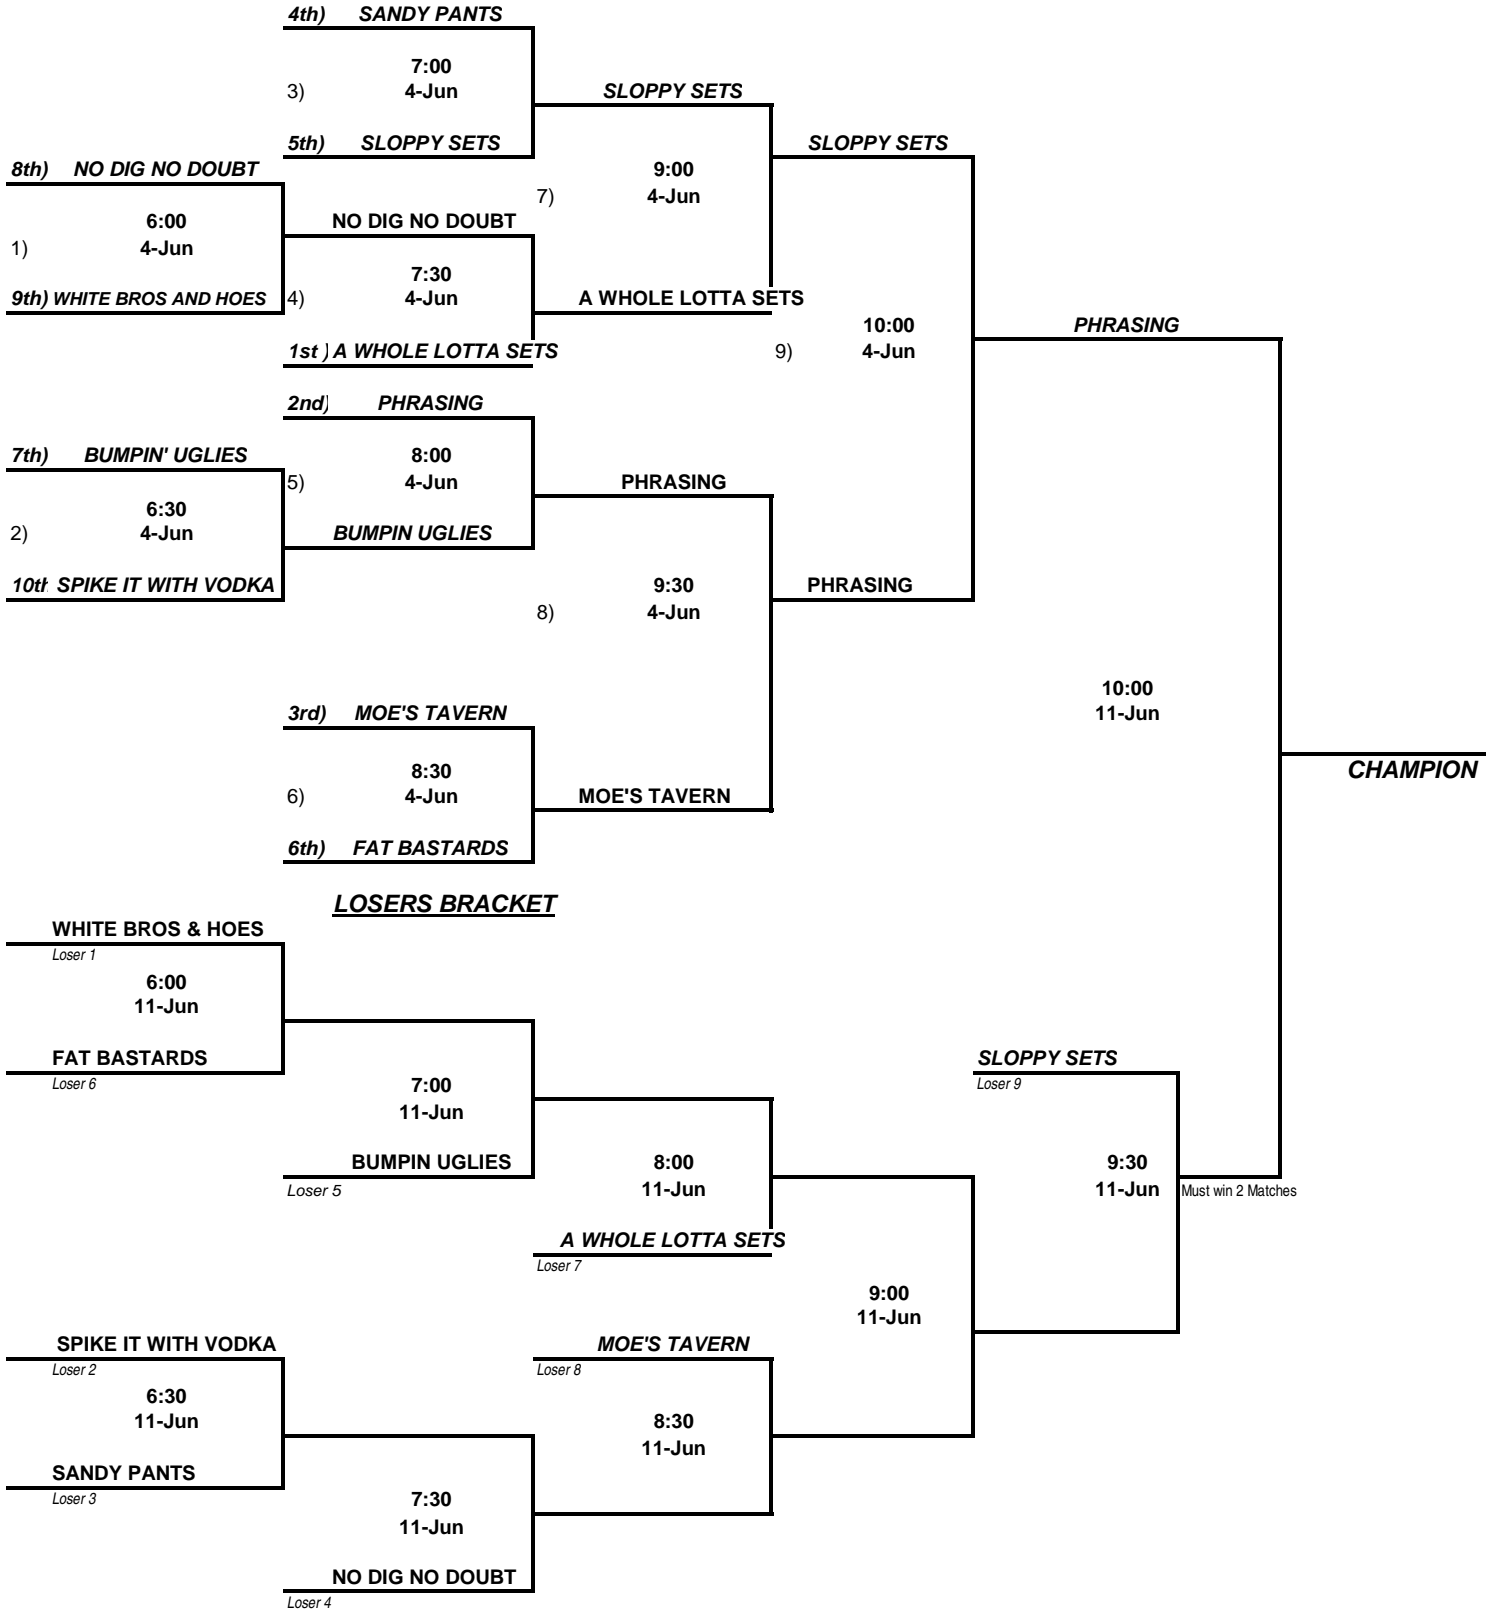 4th) SANDY PANTS
7:00
3) 4-Jun
SLOPPY SETS
5th) SLOPPY SETS
SLOPPY SETS
8th) NO DIG NO DOUBT
9:00
7) 4-Jun
6:00
NO DIG NO DOUBT
1) 4-Jun
7:30
9th) WHITE BROS AND HOES
4) 4-Jun
A WHOLE LOTTA SETS
10:00
PHRASING
1st ) A WHOLE LOTTA SETS
9) 4-Jun
2nd) PHRASING
7th) BUMPIN' UGLIES
8:00
5) 4-Jun
PHRASING
6:30
2) 4-Jun
BUMPIN UGLIES
10th SPIKE IT WITH VODKA
9:30
PHRASING
8) 4-Jun
10:00
11-Jun
3rd) MOE'S TAVERN
8:30
CHAMPION
6) 4-Jun
MOE'S TAVERN
6th) FAT BASTARDS
LOSERS BRACKET
WHITE BROS & HOES
Loser 1
6:00
11-Jun
FAT BASTARDS
SLOPPY SETS
Loser 6
7:00
Loser 9
11-Jun
BUMPIN UGLIES
8:00
9:30
Loser 5
11-Jun
11-Jun Must win 2 Matches
A WHOLE LOTTA SETS
Loser 7
9:00
11-Jun
SPIKE IT WITH VODKA
MOE'S TAVERN
Loser 2
Loser 8
6:30
11-Jun
8:30
11-Jun
SANDY PANTS
Loser 3
7:30
11-Jun
NO DIG NO DOUBT
Loser 4